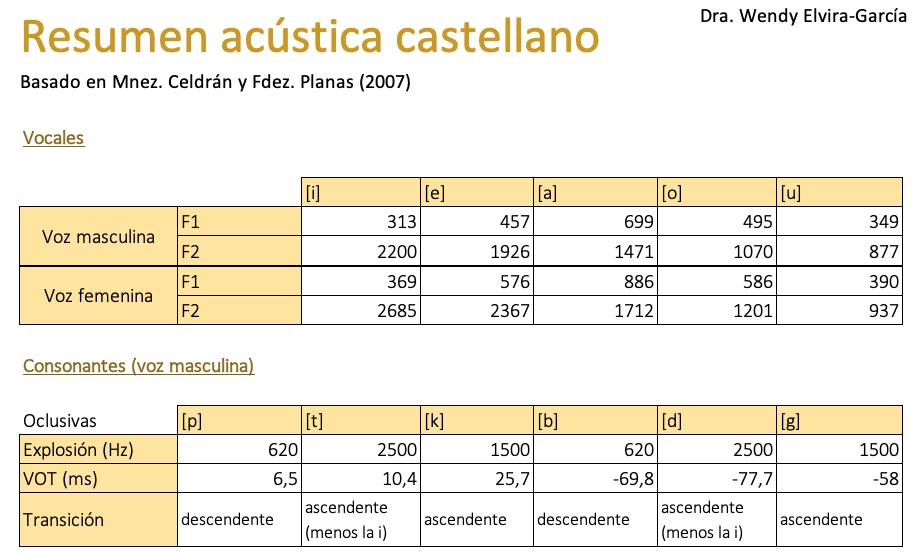 Dra. Wendy Elvira-García
Resumen acústica castellano
Basado en Mnez. Celdrán y Fdez. Planas (2007)
Vocales
[i] [e] [a] [o] [u]
Voz masculina
F1 313 457 699 495 349
F2 2200 1926 1471 1070 877
Voz femenina
F1 369 576 886 586 390
F2 2685 2367 1712 1201 937
Consonantes (voz masculina)
Oclusivas [p] [t] [k] [b] [d] [g]
Explosión (Hz) 620 2500 1500 620 2500 1500
VOT (ms) 6,5 10,4 25,7 -69,8 -77,7 -58
Transición descendente ascendente (menos la i) ascendente descendente ascendente (menos la i) ascendente